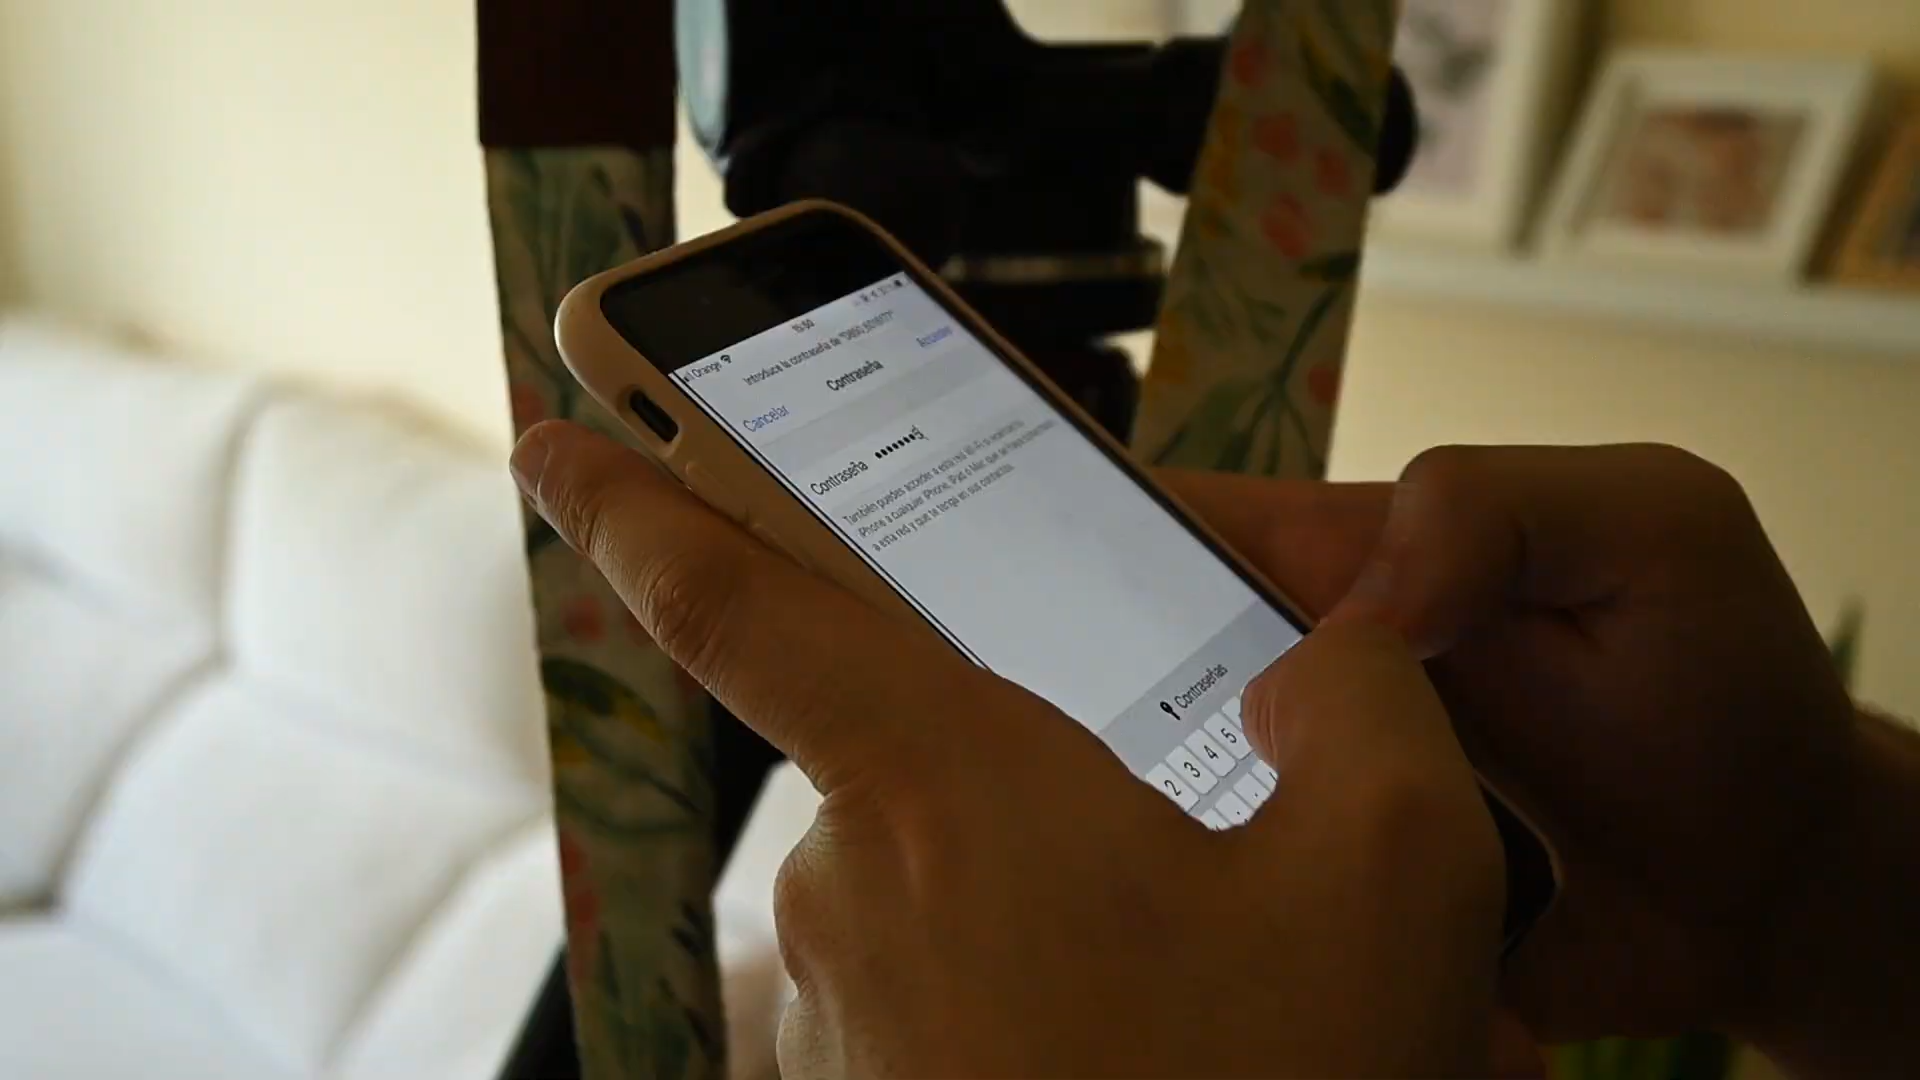 Orange
15:50
Introduce la contraseña de
Cancelar
Contraseña
Contraseña
También puedes acceder a esta red Wi-Fi si acercas tu
iPhone a cualquier iPhone, iPad o Mac que se haya conectado
a esta red y que te tenga en sus contactos.
Contraseñas
2 3 4 5